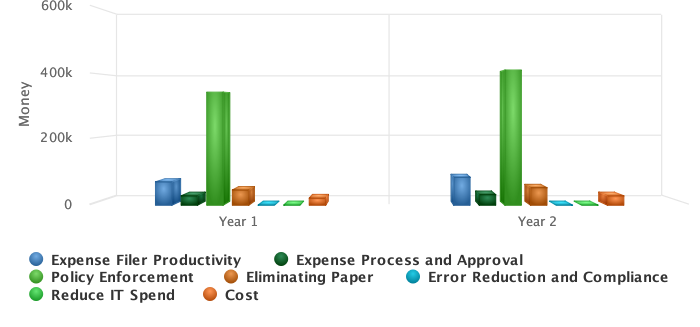 600k
400k
200k
0
Money
Year 1 Year 2
Expense Filer Productivity Expense Process and Approval
Policy Enforcement Eliminating Paper Error Reduction and Compliance
Reduce IT Spend Cost